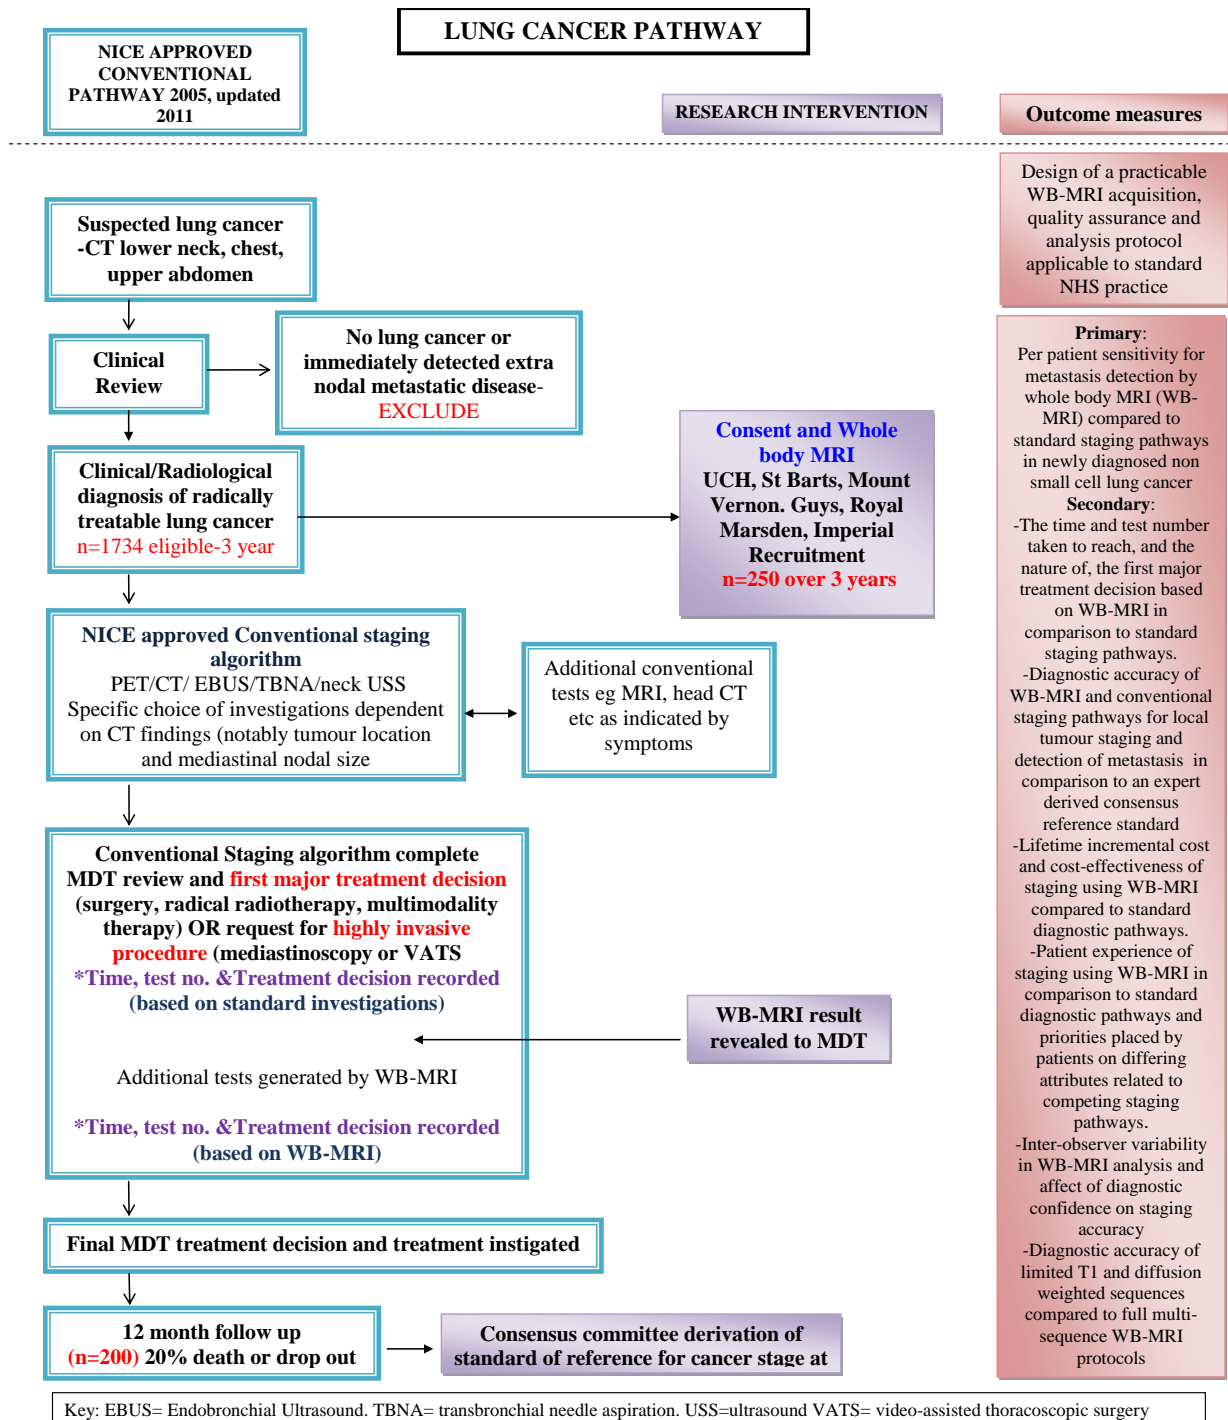 LUNG CANCER PATHWAY
NICE APPROVED
CONVENTIONAL
PATHWAY 2005, updated
2011
RESEARCH INTERVENTION
Outcome measures
Suspected lung cancer
-CT lower neck, chest,
upper abdomen
Clinical
Review
No lung cancer or
immediately detected extra
nodal metastatic disease-
EXCLUDE
Clinical/Radiological
diagnosis of radically
treatable lung cancer
n=1734 eligible-3 year
Consent and Whole
body MRI
UCH, St Barts, Mount
Vernon. Guys, Royal
Marsden, Imperial
Recruitment
n=250 over 3 years
NICE approved Conventional staging
algorithm
PET/CT/ EBUS/TBNA/neck USS
Specific choice of investigations dependent
on CT findings (notably tumour location
and mediastinal nodal size
Additional conventional
tests eg MRI, head CT
etc as indicated by
symptoms
Conventional Staging algorithm complete
MDT review and first major treatment decision
(surgery, radical radiotherapy, multimodality
therapy) OR request for highly invasive
procedure (mediastinoscopy or VATS
*Time, test no. &Treatment decision recorded
(based on standard investigations)
WB-MRI result
revealed to MDT
Additional tests generated by WB-MRI
*Time, test no. &Treatment decision recorded
(based on WB-MRI)
Final MDT treatment decision and treatment instigated
12 month follow up
(n=200) 20% death or drop out
Consensus committee derivation of
standard of reference for cancer stage at
Design of a practicable
WB-MRI acquisition,
quality assurance and
analysis protocol
applicable to standard
NHS practice
Primary:
Per patient sensitivity for
metastasis detection by
whole body MRI (WB-
MRI) compared to
standard staging pathways
in newly diagnosed non
small cell lung cancer
Secondary:
-The time and test number
taken to reach, and the
nature of, the first major
treatment decision based
on WB-MRI in
comparison to standard
staging pathways.
-Diagnostic accuracy of
WB-MRI and conventional
staging pathways for local
tumour staging and
detection of metastasis in
comparison to an expert
derived consensus
reference standard
-Lifetime incremental cost
and cost-effectiveness of
staging using WB-MRI
compared to standard
diagnostic pathways.
-Patient experience of
staging using WB-MRI in
comparison to standard
diagnostic pathways and
priorities placed by
patients on differing
attributes related to
competing staging
pathways.
-Inter-observer variability
in WB-MRI analysis and
affect of diagnostic
confidence on staging
accuracy
-Diagnostic accuracy of
limited T1 and diffusion
weighted sequences
compared to full multi-
sequence WB-MRI
protocols
Key: EBUS= Endobronchial Ultrasound. TBNA= transbronchial needle aspiration. USS=ultrasound VATS= video-assisted thoracoscopic surgery